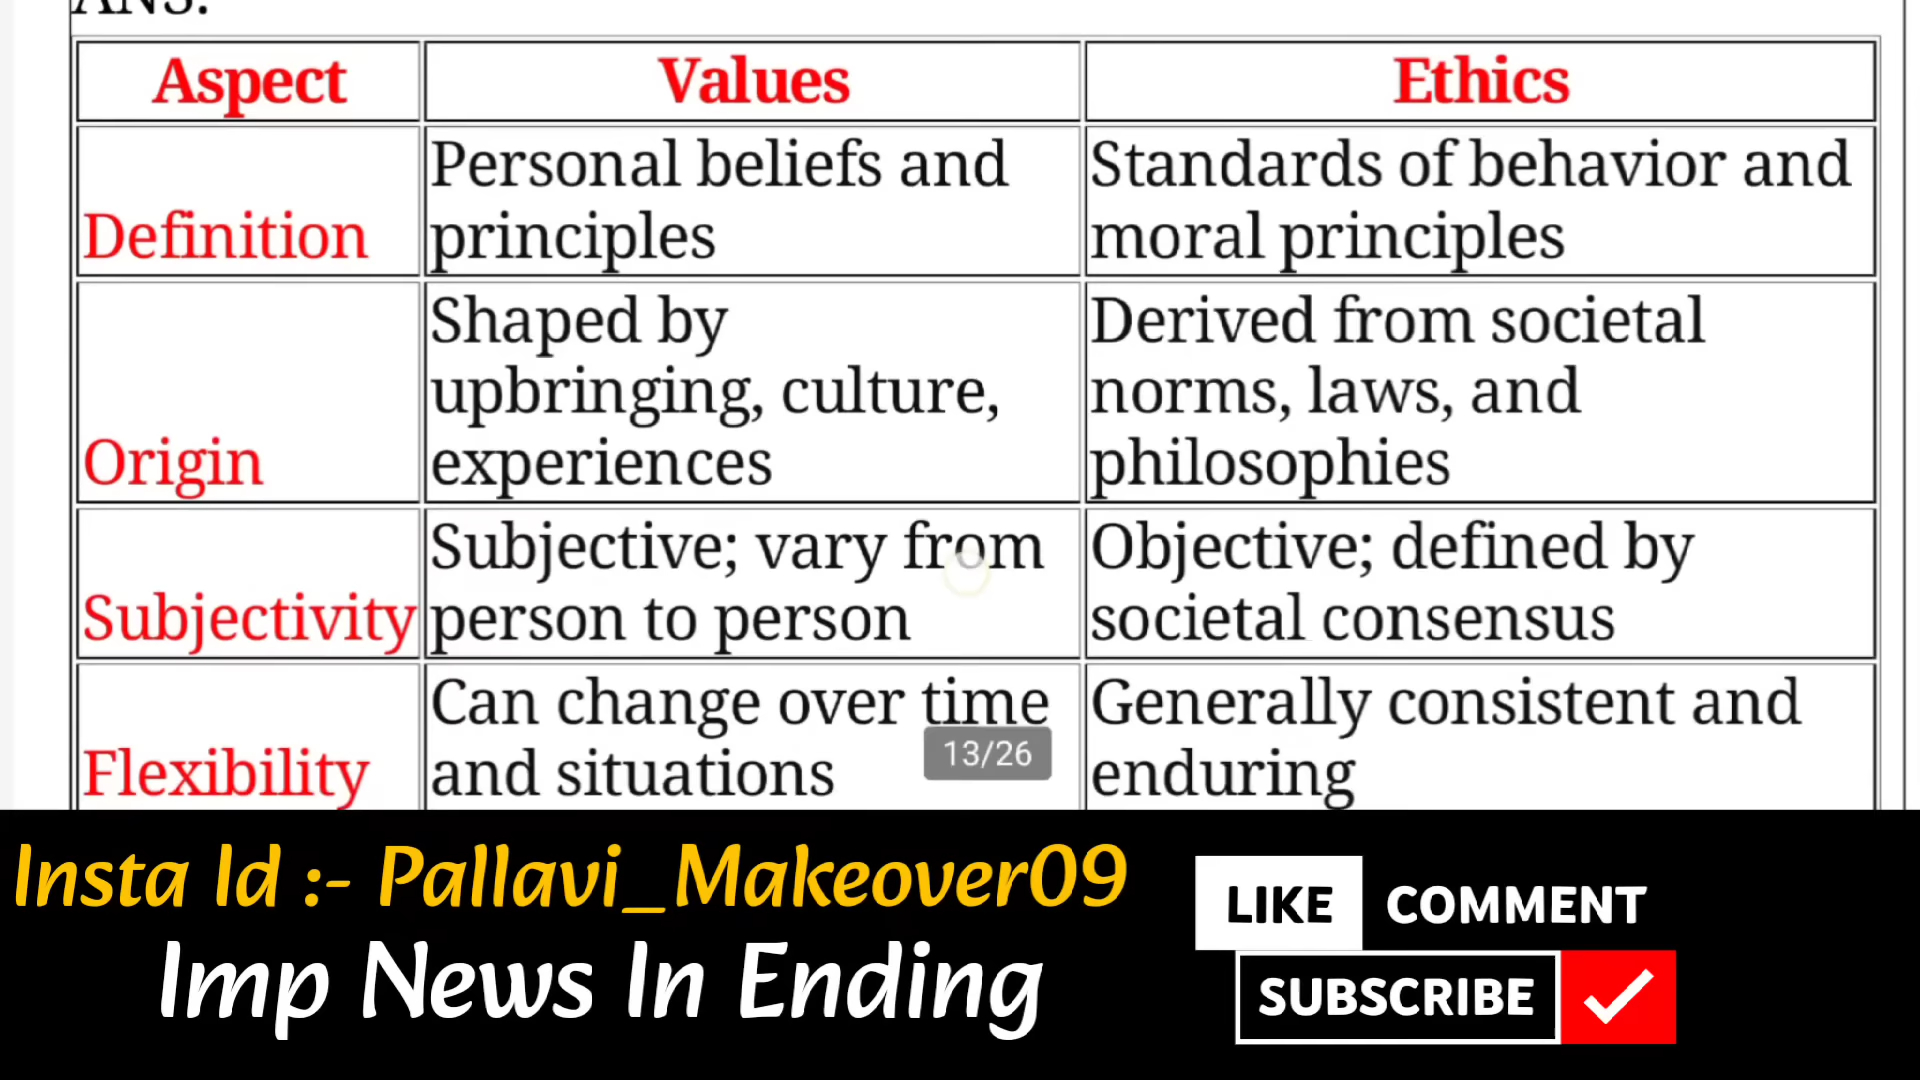 ANS:
Aspect Values Ethics
Personal beliefs and Standards of behavior and
Definition principles moral principles
Shaped by Derived from societal
upbringing, culture, norms, laws, and
Origin experiences philosophies
Subjective; vary from Objective; defined by
Subjectivity person to person societal consensus
Can change over time Generally consistent and
Flexibility and situations enduring
13/26
Insta Id :- Pallavi_Makeover09
Imp News In Ending
LIKE COMMENT
SUBSCRIBE